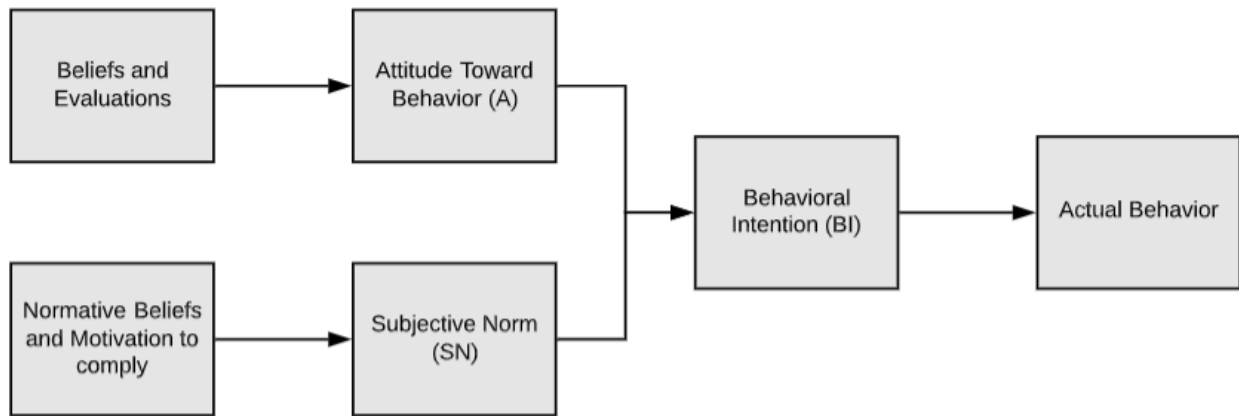 Beliefs and
Evaluations
Attitude Toward
Behavior (A)
Behavioral
Intention (BI)
Actual Behavior
Normative Beliefs
and Motivation to
comply
Subjective Norm
(SN)